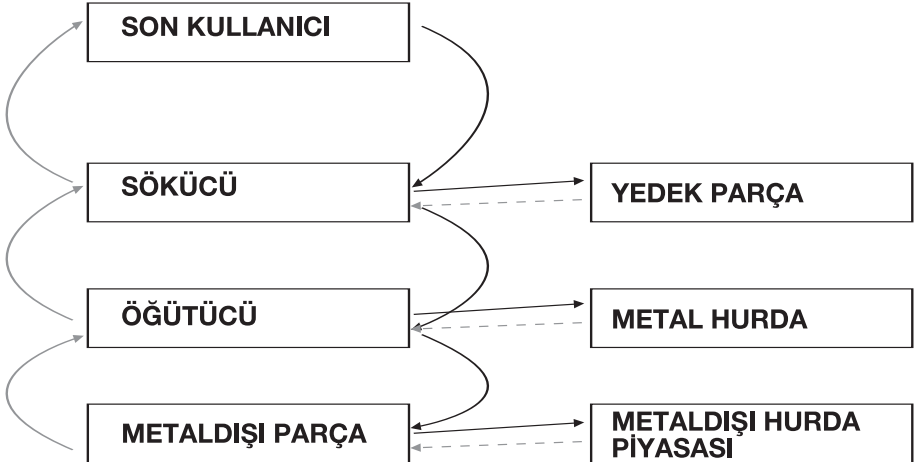 SON KULLANICI
SÖKÜCÜ
YEDEK PARÇA
ÖĞÜTÜCÜ
METAL HURDA
METALDIŞI PARÇA
METALDIŞI HURDA
PİYASASI